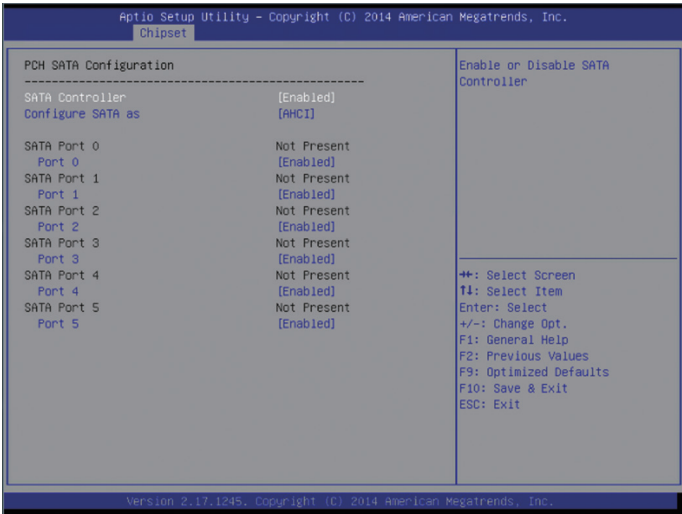 Aptio Setup Utility – Copyright (C) 2014 American Megatrends, Inc.
Chipset
PCH SATA Configuration
SATA Controller [Enabled]
Configure SATA as [AHCI]
SATA Port 0 Not Present
Port 0 [Enabled]
SATA Port 1 Not Present
Port 1 [Enabled]
SATA Port 2 Not Present
Port 2 [Enabled]
SATA Port 3 Not Present
Port 3 [Enabled]
SATA Port 4 Not Present
Port 4 [Enabled]
SATA Port 5 Not Present
Port 5 [Enabled]
Enable or Disable SATA
Controller
→←: Select Screen
↑↓: Select Item
Enter: Select
+/-: Change Opt.
F1: General Help
F2: Previous Values
F9: Optimized Defaults
F10: Save & Exit
ESC: Exit
Version 2.17.1245. Copyright (C) 2014 American Megatrends, Inc.